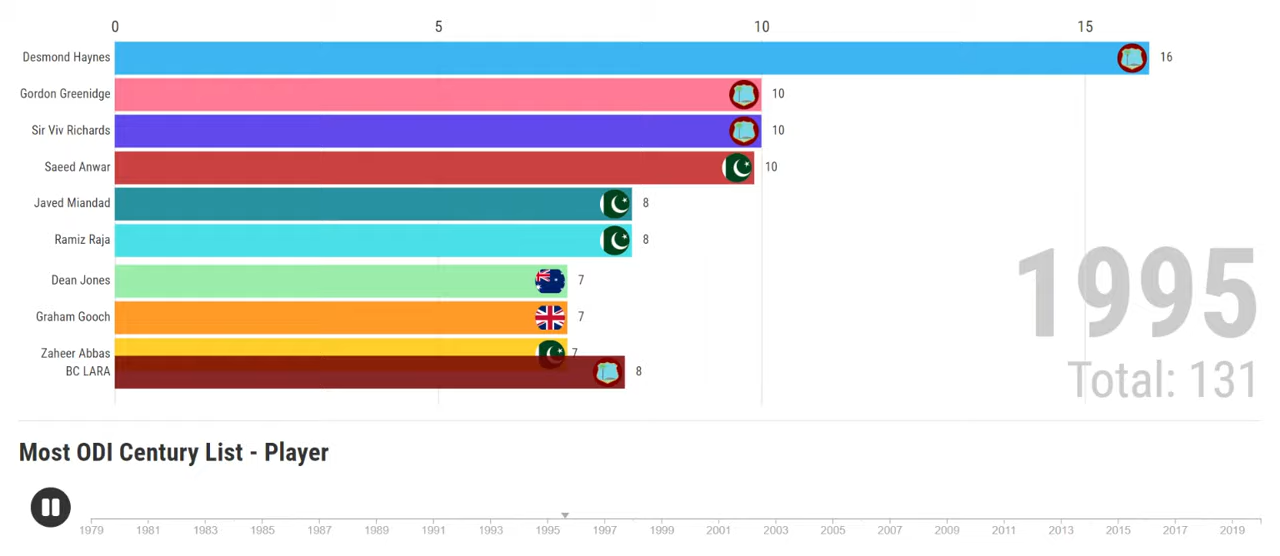 0 5 10 15
Desmond Haynes 16
Gordon Greenidge 10
Sir Viv Richards 10
Saeed Anwar 10
Javed Miandad 8
Ramiz Raja 8
Dean Jones 7
Graham Gooch 7
Zaheer Abbas 7
BC LARA 8
1995
Total: 131
Most ODI Century List - Player
1979 1981 1983 1985 1987 1989 1991 1993 1995 1997 1999 2001 2003 2005 2007 2009 2011 2013 2015 2017 2019